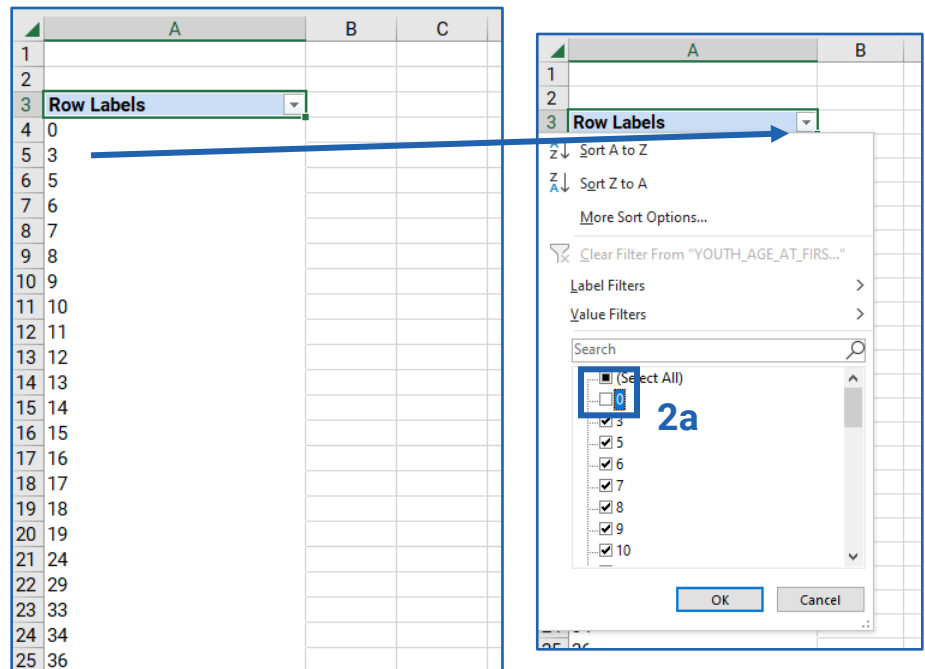 A B C
1
2
3 Row Labels
4 0
5 3
6 5
7 6
8 7
9 8
10 9
11 10
12 11
13 12
14 13
15 14
16 15
17 16
18 17
19 18
20 19
21 24
22 29
23 33
24 34
25 36
A B
1
2
3 Row Labels
Sort A to Z
Sort Z to A
More Sort Options...
Clear Filter From "YOUTH_AGE_AT_FIRS..."
Label Filters
Value Filters
Search
(Select All)
0
2a
3
5
6
7
8
9
10
OK Cancel